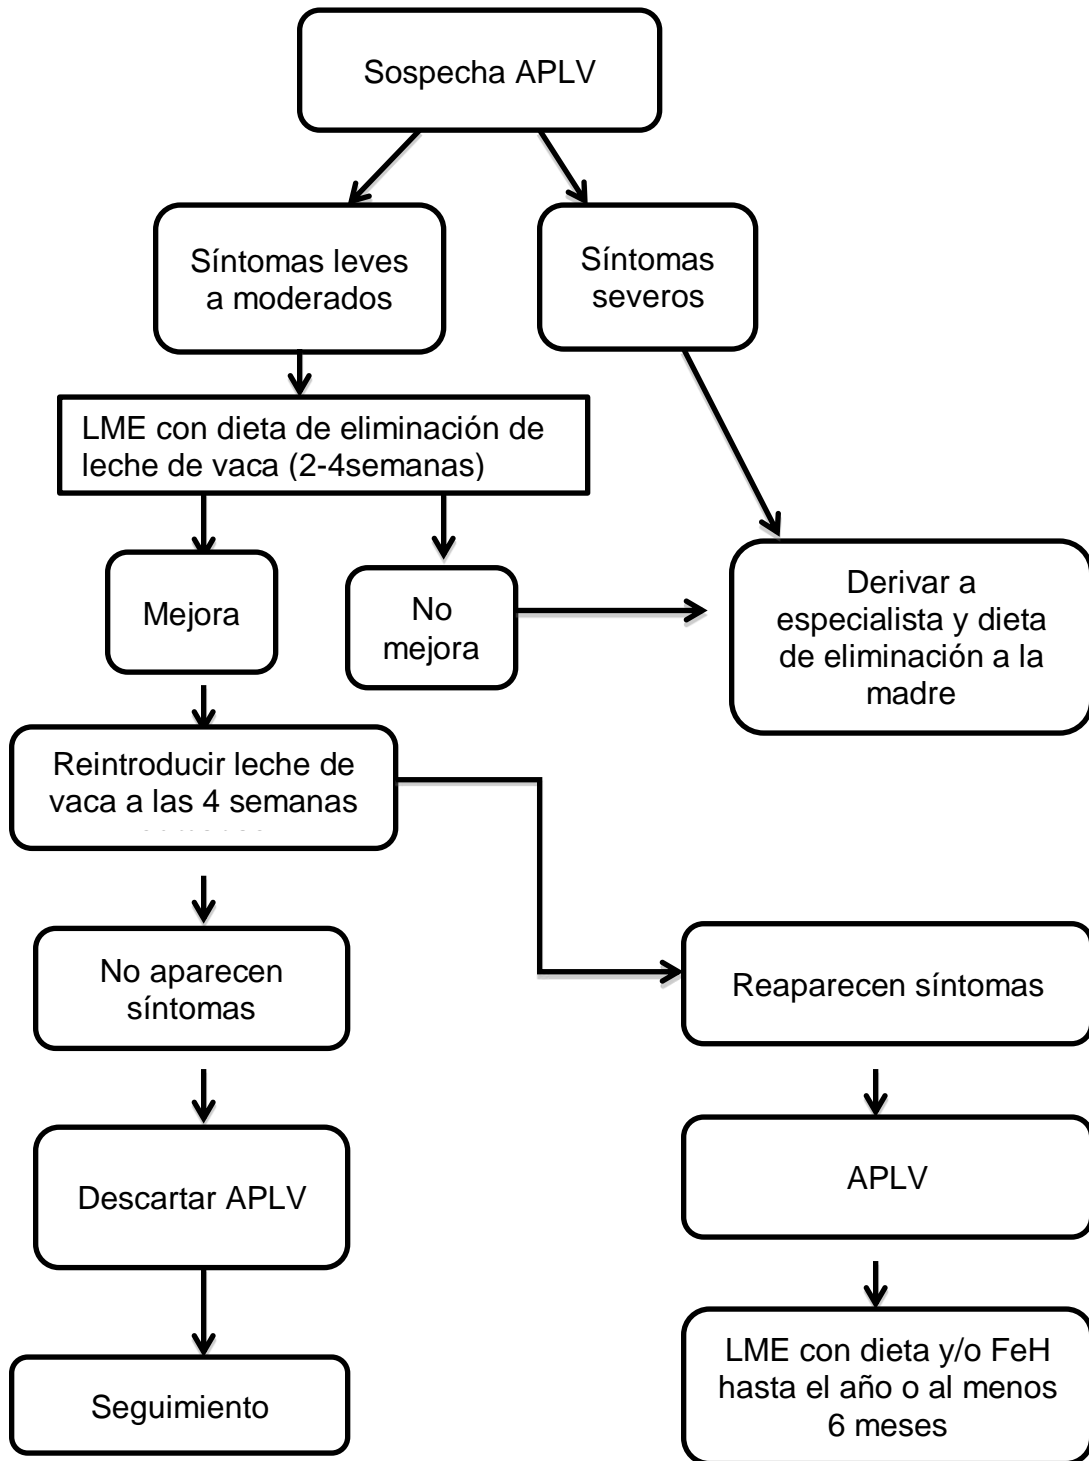 Sospecha APLV
Síntomas leves
a moderados
Síntomas
severos
LME con dieta de eliminación de
leche de vaca (2-4semanas)
Mejora
No
mejora
Derivar a
especialista y dieta
de eliminación a la
madre
Reintroducir leche de
vaca a las 4 semanas
No aparecen
síntomas
Reaparecen síntomas
Descartar APLV
APLV
Seguimiento
LME con dieta y/o FeH
hasta el año o al menos
6 meses